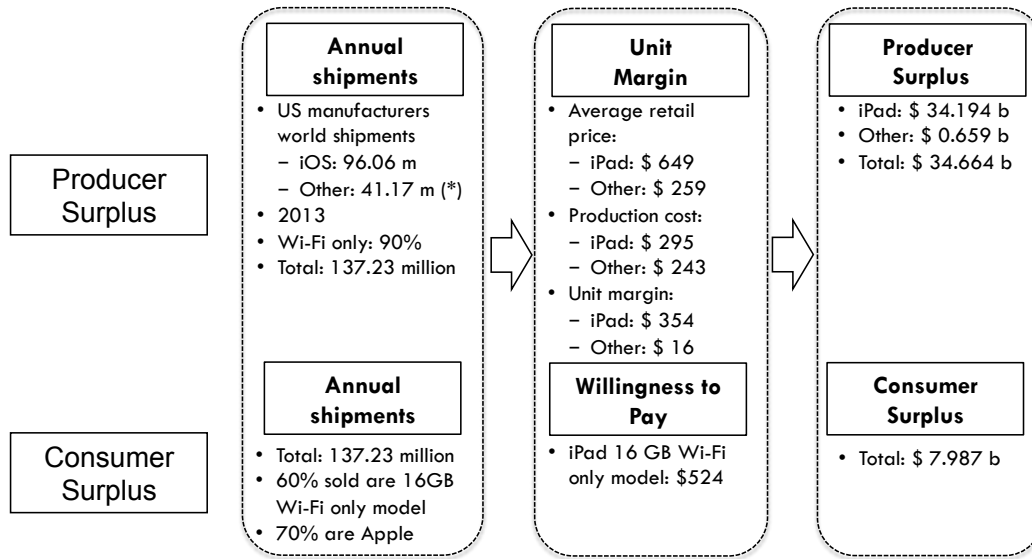 Producer
Surplus
Annual
shipments
• US manufacturers
world shipments
– iOS: 96.06 m
– Other: 41.17 m (*)
• 2013
• Wi-Fi only: 90%
• Total: 137.23 million
Unit
Margin
• Average retail
price:
– iPad: $ 649
– Other: $ 259
• Production cost:
– iPad: $ 295
– Other: $ 243
• Unit margin:
– iPad: $ 354
– Other: $ 16
Producer
Surplus
• iPad: $ 34.194 b
• Other: $ 0.659 b
• Total: $ 34.664 b
Consumer
Surplus
Annual
shipments
• Total: 137.23 million
• 60% sold are 16GB
Wi-Fi only model
• 70% are Apple
Willingness to
Pay
• iPad 16 GB Wi-Fi
only model: $524
Consumer
Surplus
• Total: $ 7.987 b